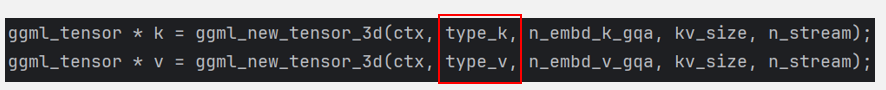 ggml_tensor * k = ggml_new_tensor_3d(ctx, type_k, n_embd_k_gqa, kv_size, n_stream);
ggml_tensor * v = ggml_new_tensor_3d(ctx, type_v, n_embd_v_gqa, kv_size, n_stream);